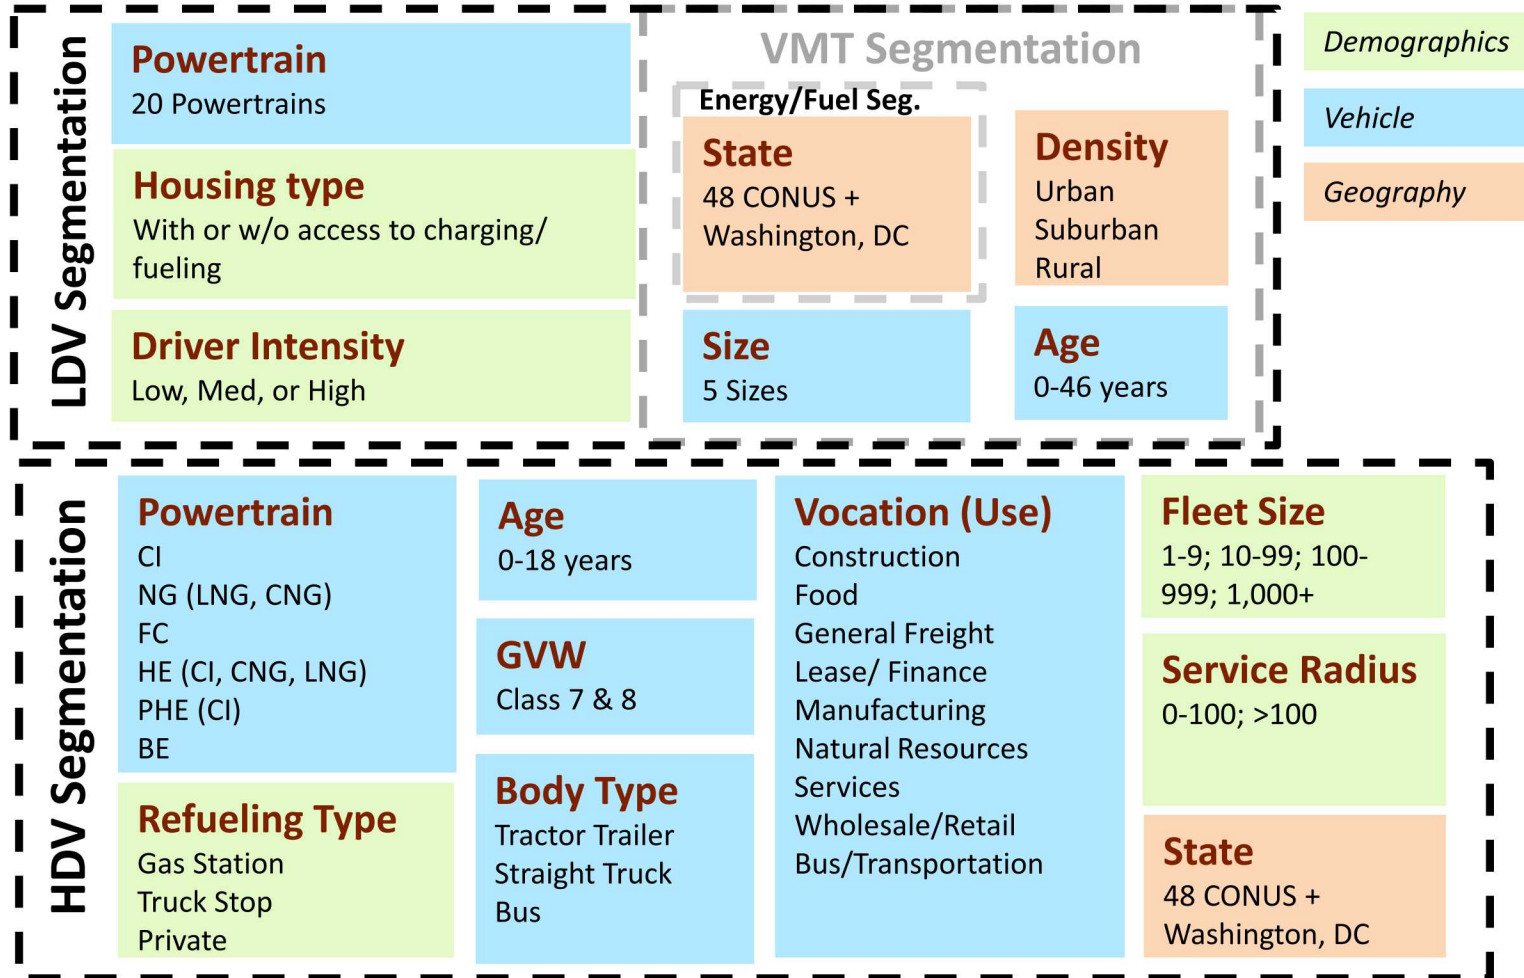 LDV Segmentation
Powertrain
20 Powertrains
Housing type
With or w/o access to charging/
fueling
Driver Intensity
Low, Med, or High
VMT Segmentation
Energy/Fuel Seg.
State
48 CONUS +
Washington, DC
Density
Urban
Suburban
Rural
Size
5 Sizes
Age
0-46 years
Demographics
Vehicle
Geography
HDV Segmentation
Powertrain
CI
NG (LNG, CNG)
FC
HE (CI, CNG, LNG)
PHE (CI)
BE
Refueling Type
Gas Station
Truck Stop
Private
Age
0-18 years
GVW
Class 7 & 8
Body Type
Tractor Trailer
Straight Truck
Bus
Vocation (Use)
Construction
Food
General Freight
Lease/ Finance
Manufacturing
Natural Resources
Services
Wholesale/Retail
Bus/Transportation
Fleet Size
1-9; 10-99; 100-
999; 1,000+
Service Radius
0-100; >100
State
48 CONUS +
Washington, DC